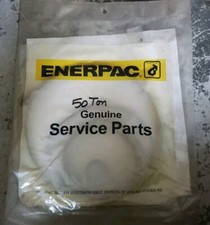 ENERPAC
50 Ton
Genuine
Service Parts